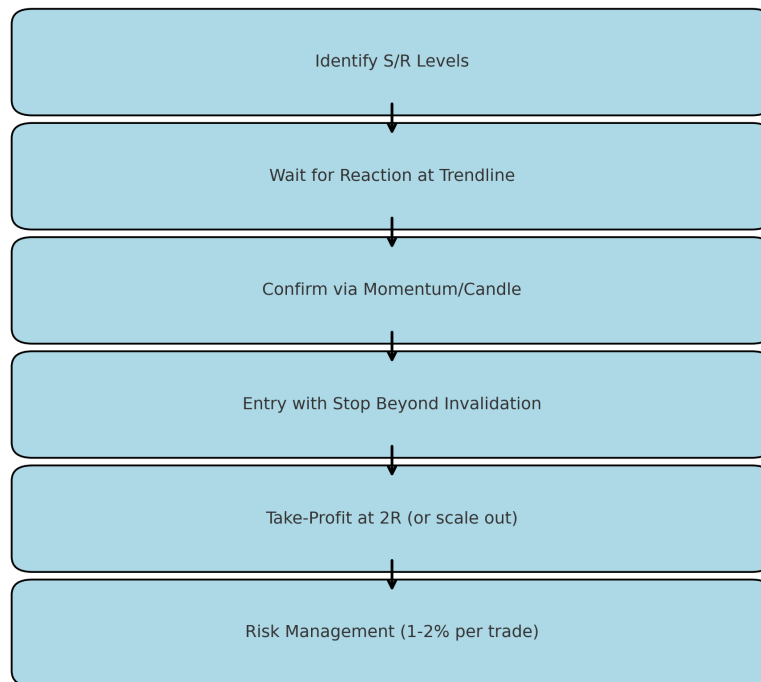 Identify S/R Levels
Wait for Reaction at Trendline
Confirm via Momentum/Candle
Entry with Stop Beyond Invalidation
Take-Profit at 2R (or scale out)
Risk Management (1-2% per trade)